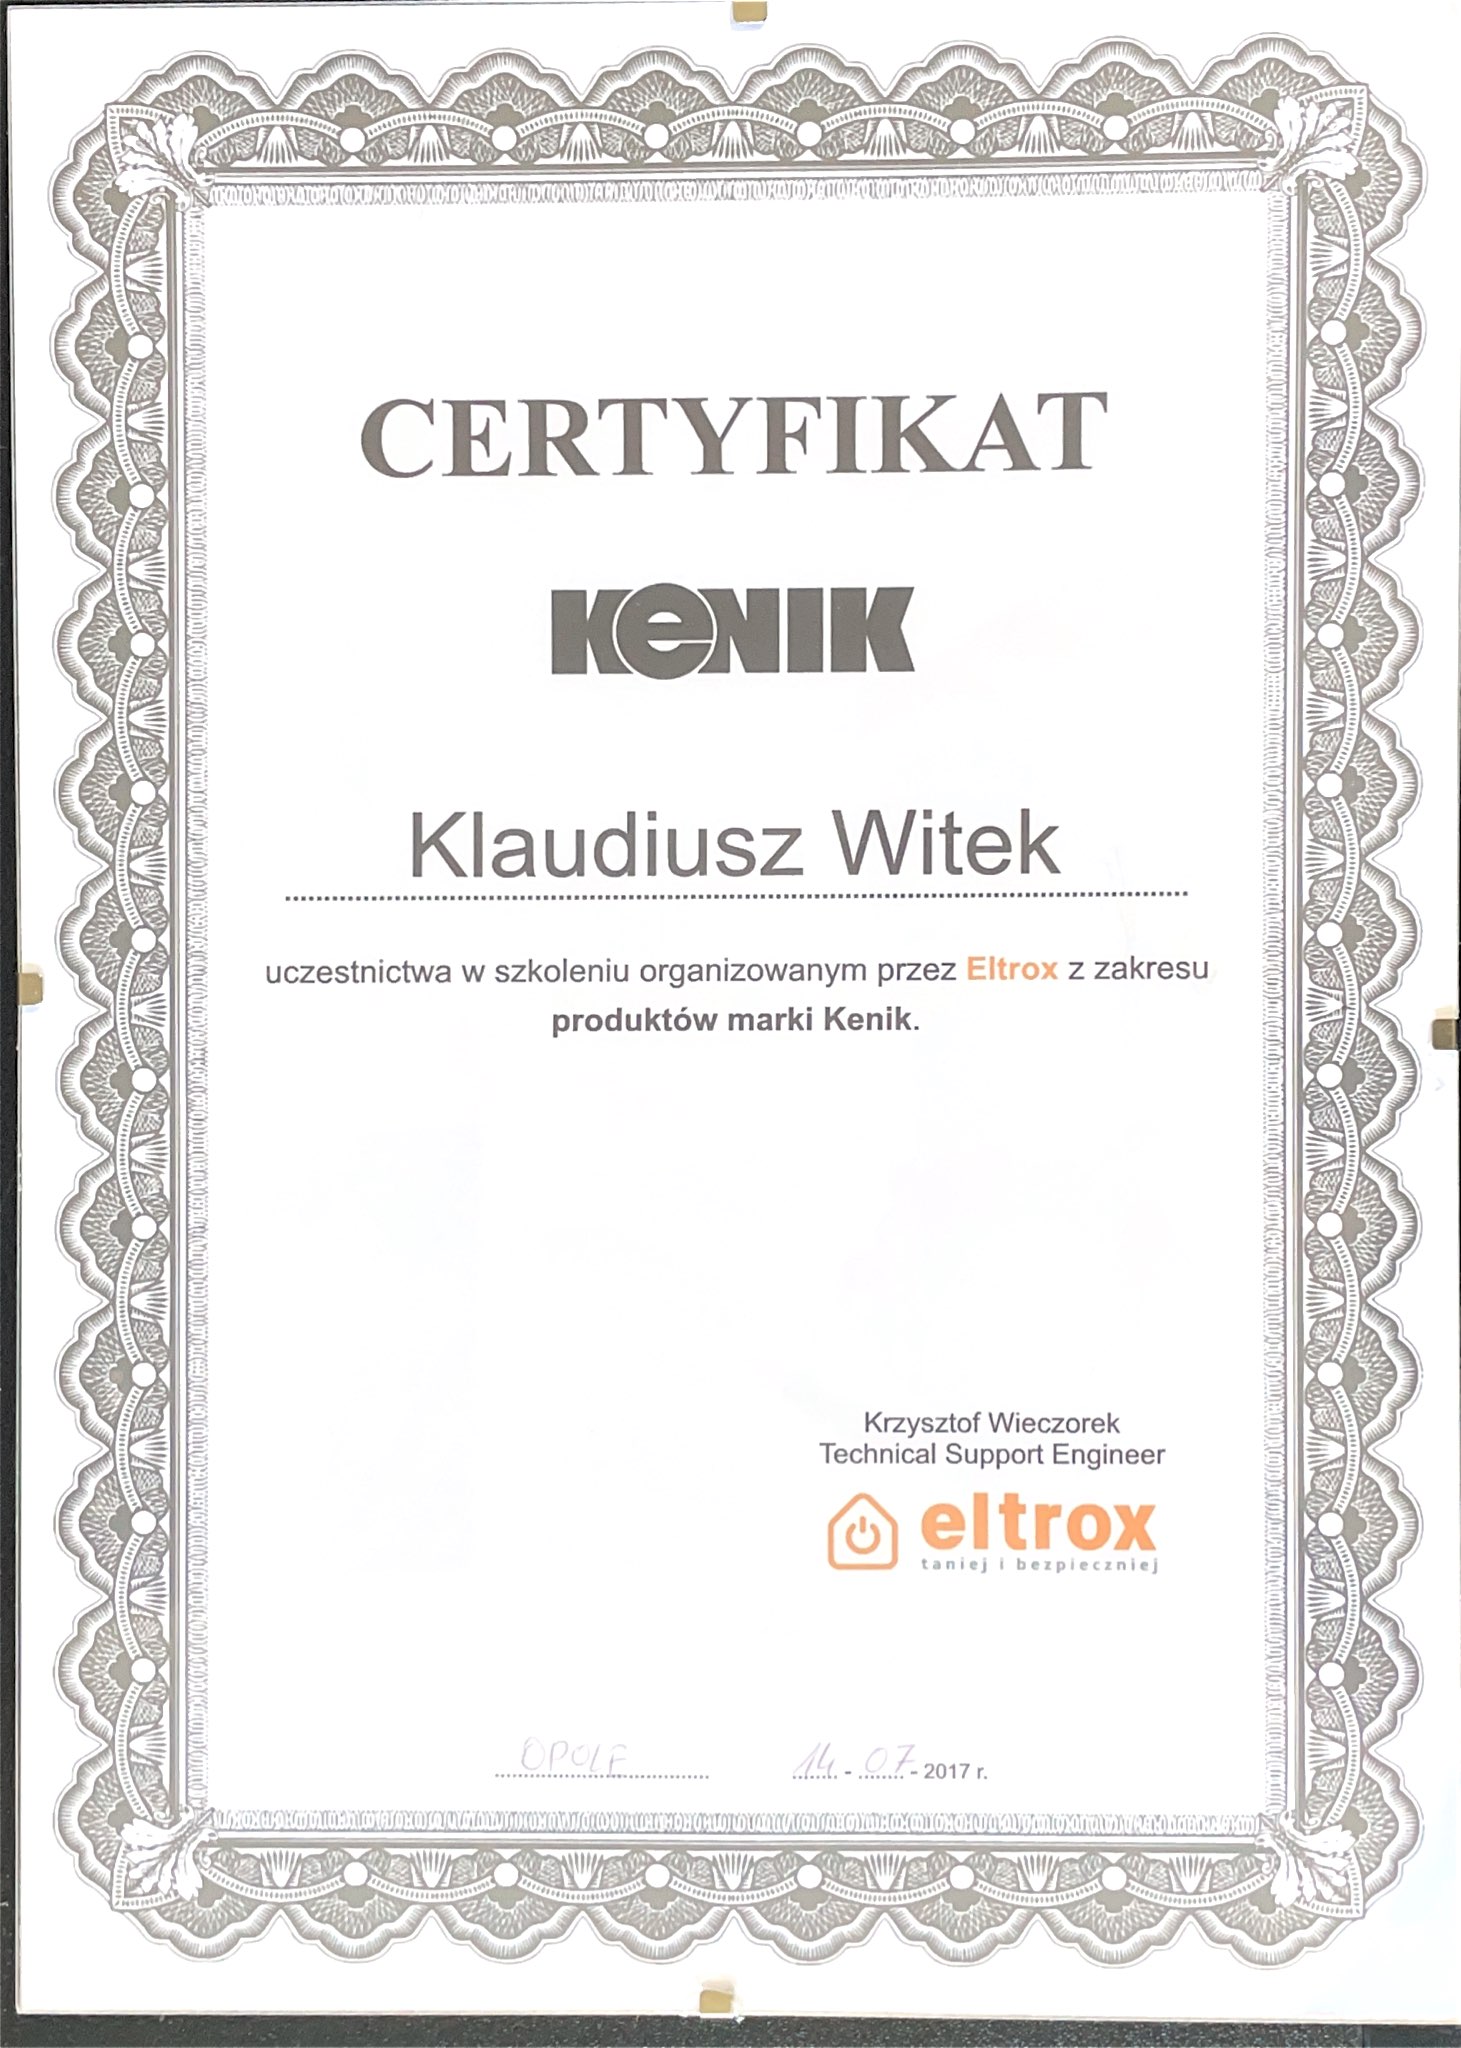 CERTYFIKAT
KeNIK
Klaudiusz Witek
uczestnictwa w szkoleniu organizowanym przez Eltrox z zakresu
produktów marki Kenik.
Krzysztof Wieczorek
Technical Support Engineer
eltrox
taniej i bezpieczniej
OPOLE 14 - 07 - 2017 r.